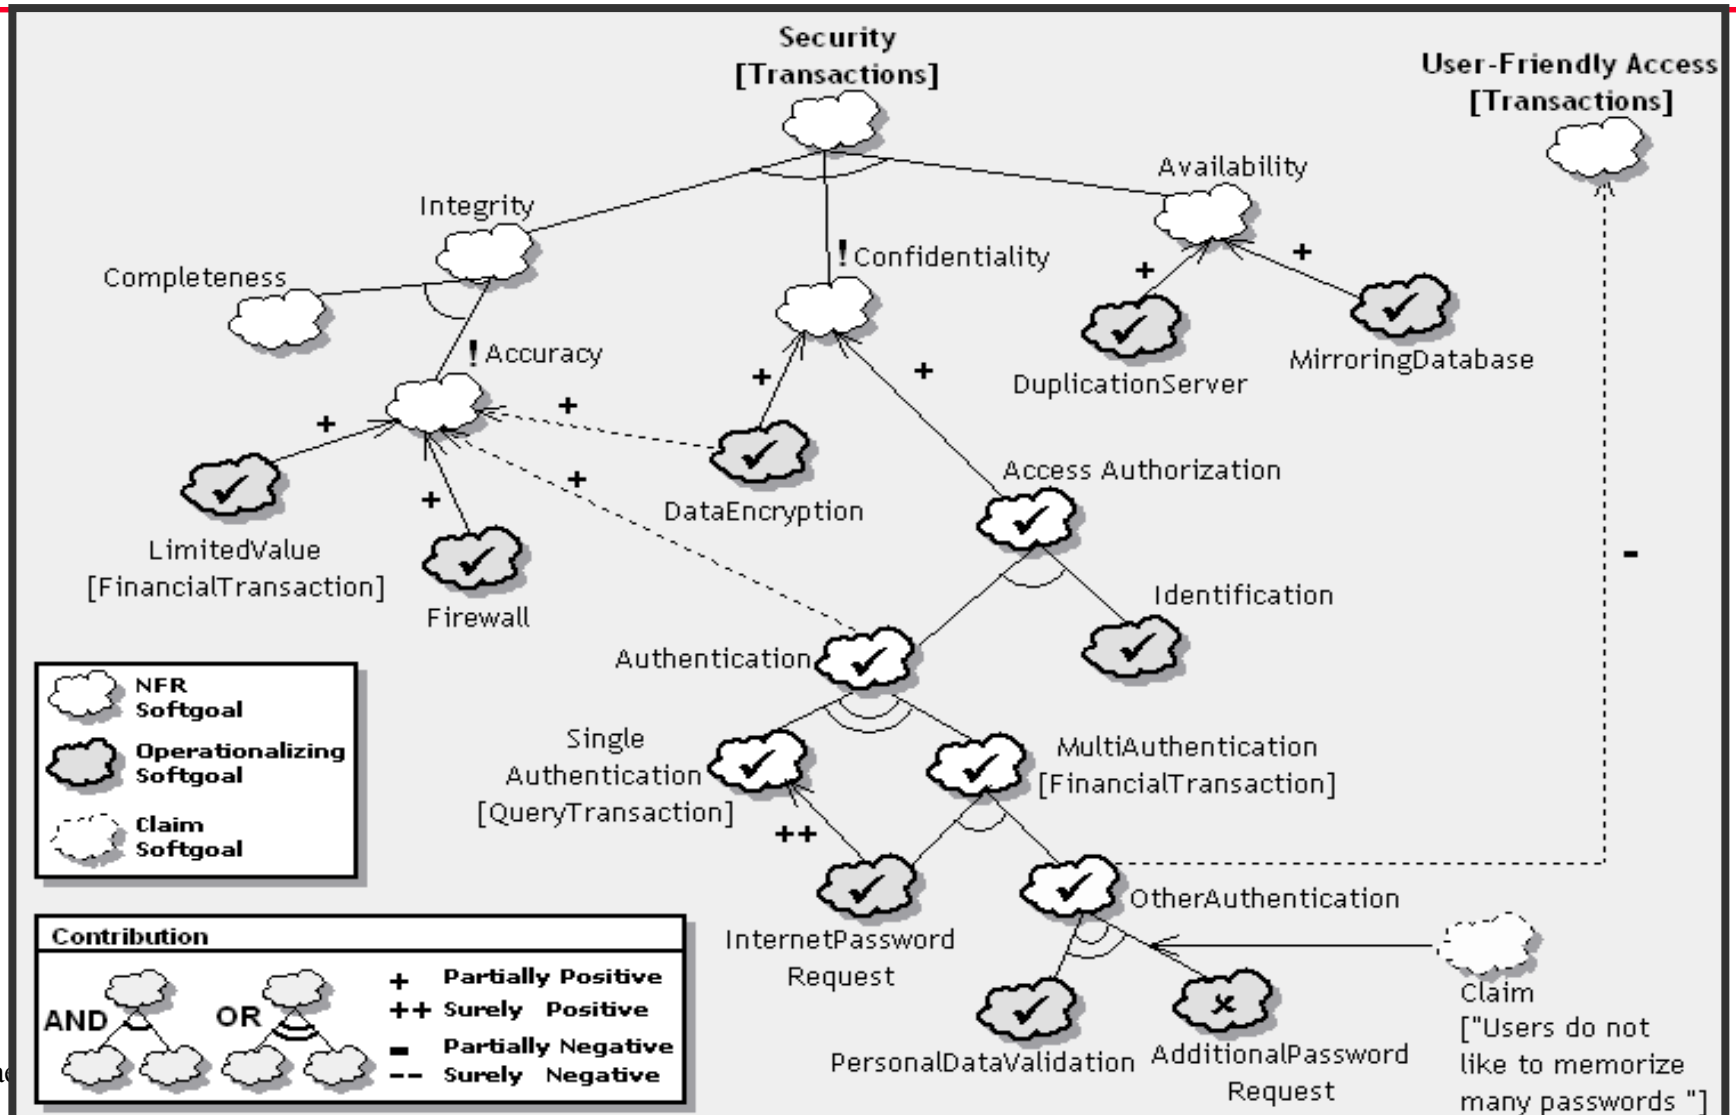 Security
[Transactions]
User-Friendly Access
[Transactions]
Availability
Integrity
! Confidentiality
Completeness
+
+
! Accuracy
DuplicationServer
MirroringDatabase
+
+
+
+
+
+
DataEncryption
Access Authorization
LimitedValue
[FinancialTransaction]
Firewall
-
Identification
Authentication
NFR
Softgoal
Operationalizing
Softgoal
Claim
Softgoal
Single
Authentication
[QueryTransaction]
MultiAuthentication
[FinancialTransaction]
++
InternetPassword
Request
OtherAuthentication
PersonalDataValidation
AdditionalPassword
Request
Claim
["Users do not
like to memorize
many passwords "]
Contribution
AND
OR
+ Partially Positive
++ Surely Positive
- Partially Negative
-- Surely Negative